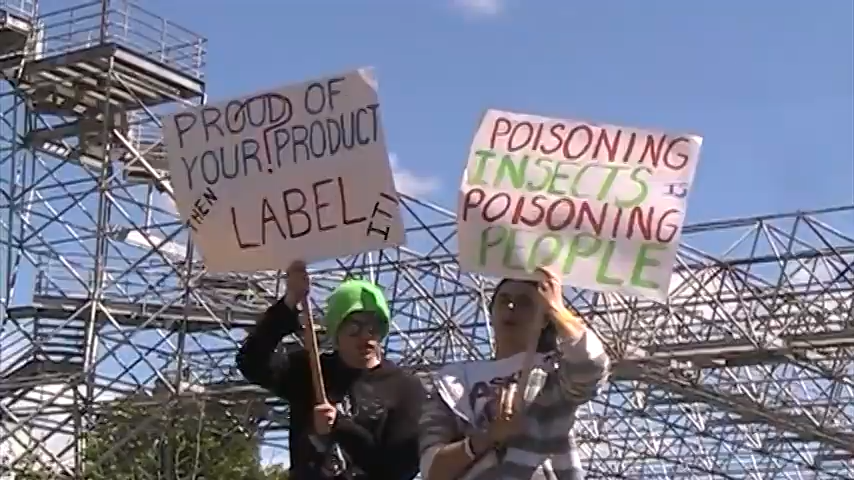 PROUD OF
YOUR! PRODUCT
THEN
LABEL
IT!
POISONING
INSECTS IS
POISONING
PEOPLE